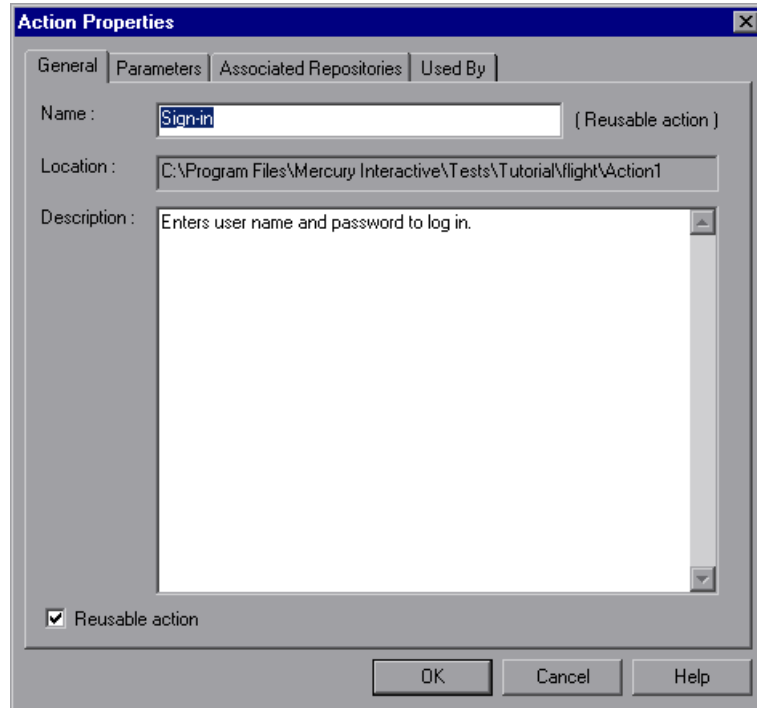 Action Properties
General Parameters Associated Repositories Used By
Name : Sign-in ( Reusable action )
Location : C:\Program Files\Mercury Interactive\Tests\Tutorial\flight\Action1
Description : Enters user name and password to log in.
Reusable action
OK Cancel Help